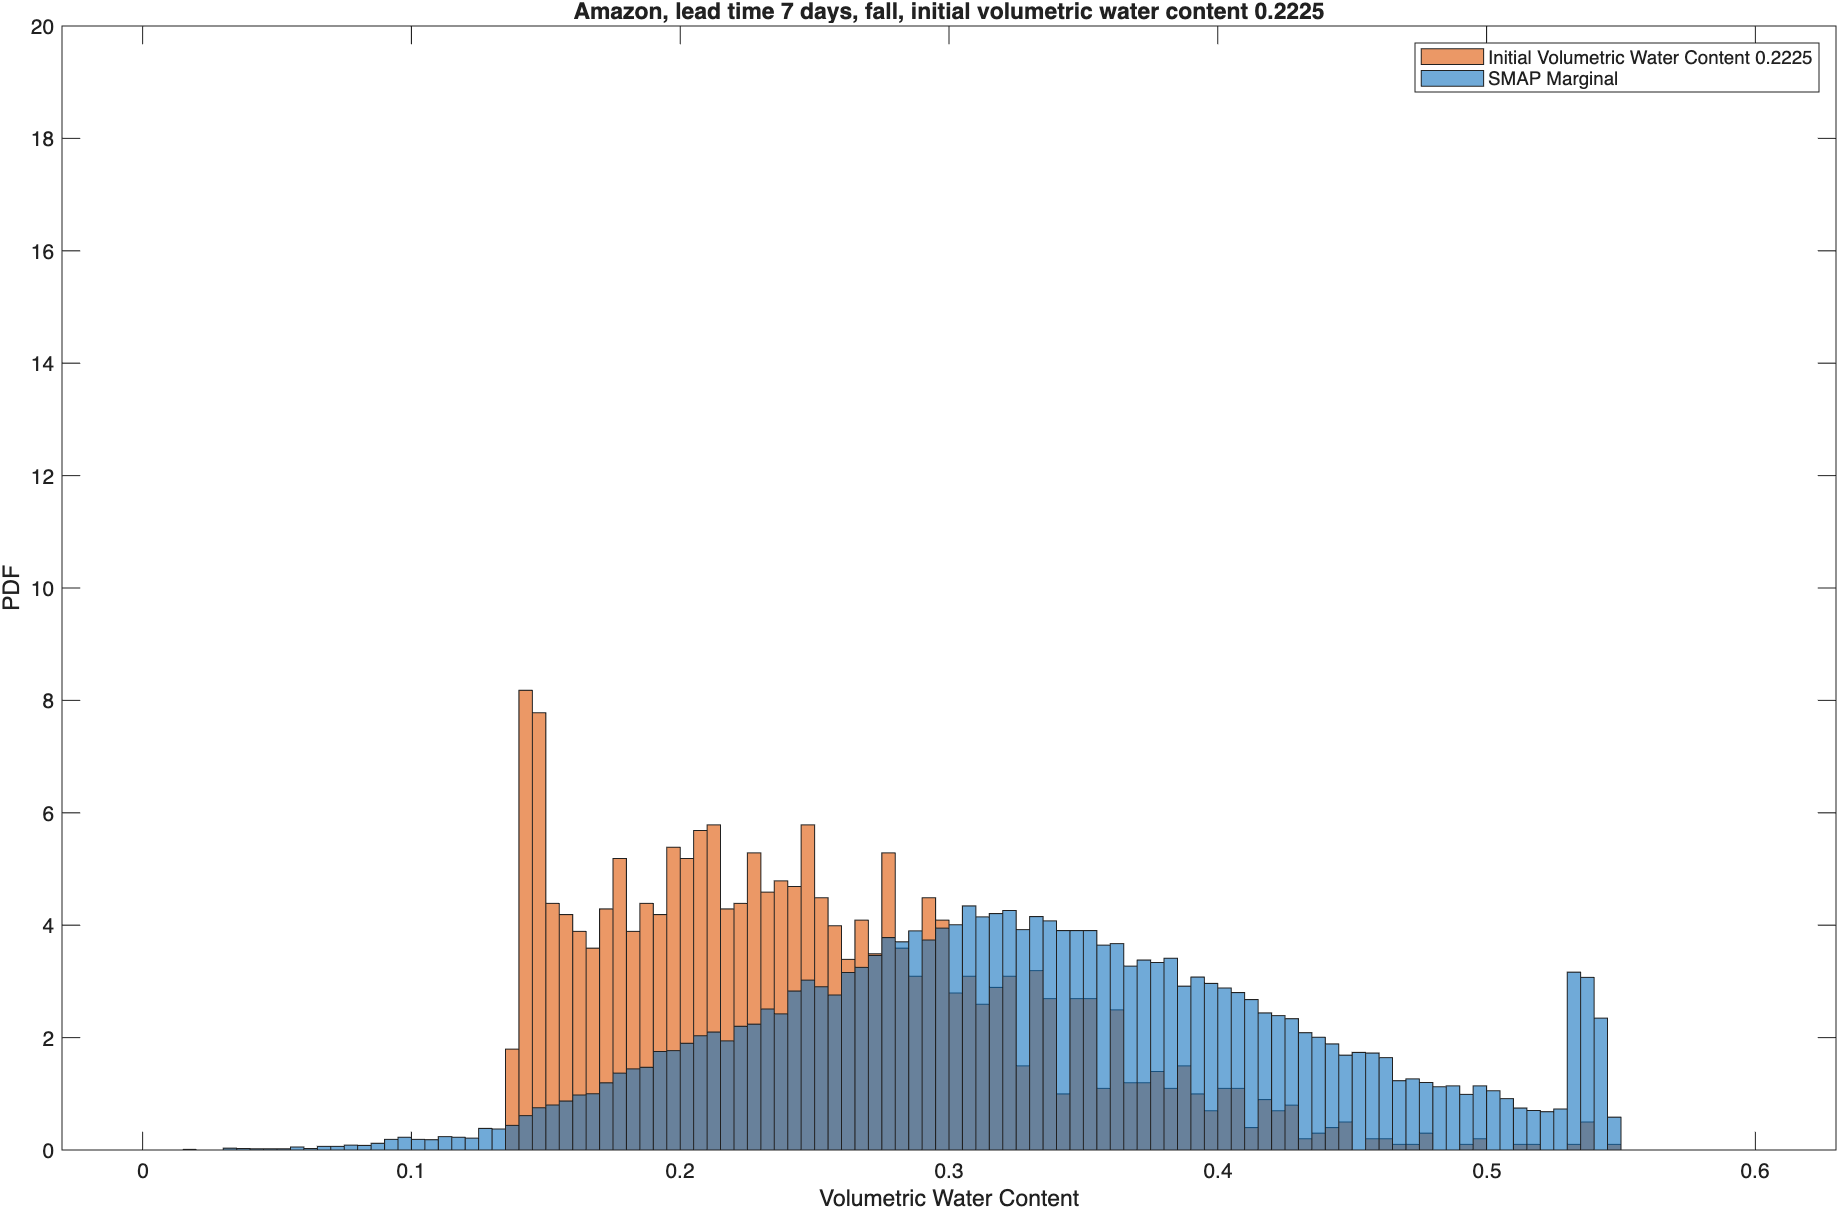 Amazon, lead time 7 days, fall, initial volumetric water content 0.2225
Initial Volumetric Water Content 0.2225
SMAP Marginal
20
18
16
14
12
10
8
6
4
2
0
PDF
0 0.1 0.2 0.3 0.4 0.5 0.6
Volumetric Water Content